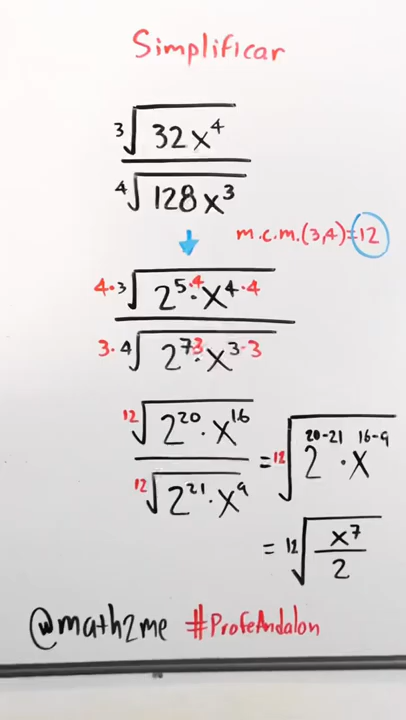 Simplificar
³√32x⁴
⁴√128x³
m.c.m.(3,4)=12
⁴·³√2⁵·⁴·x⁴·⁴
³·⁴√2⁷·³·x³·³
¹²√2²⁰·x¹⁶
¹²√2²¹·x⁹
= ¹²√2²⁰⁻²¹·x¹⁶⁻⁹
= ¹²√x⁷/2
@math2me #ProfeAndalon